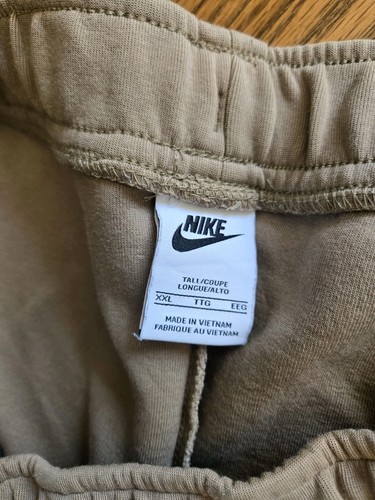 NIKE
TALL/COUPE
LONGUE/ALTO
XXL TTG EEG
MADE IN VIETNAM
FABRIQUE AU VIETNAM